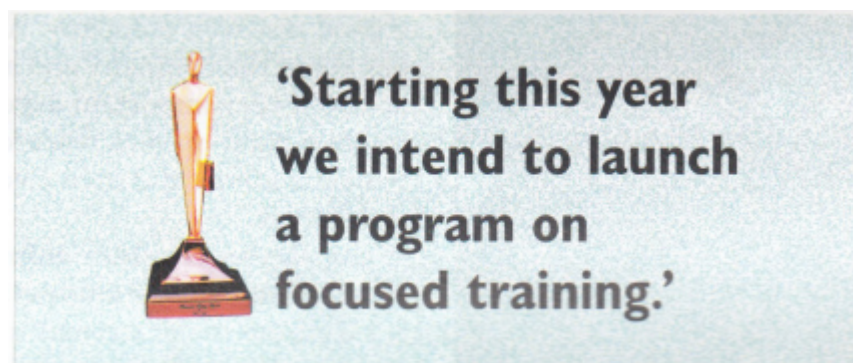 ‘Starting this year
we intend to launch
a program on
focused training.’